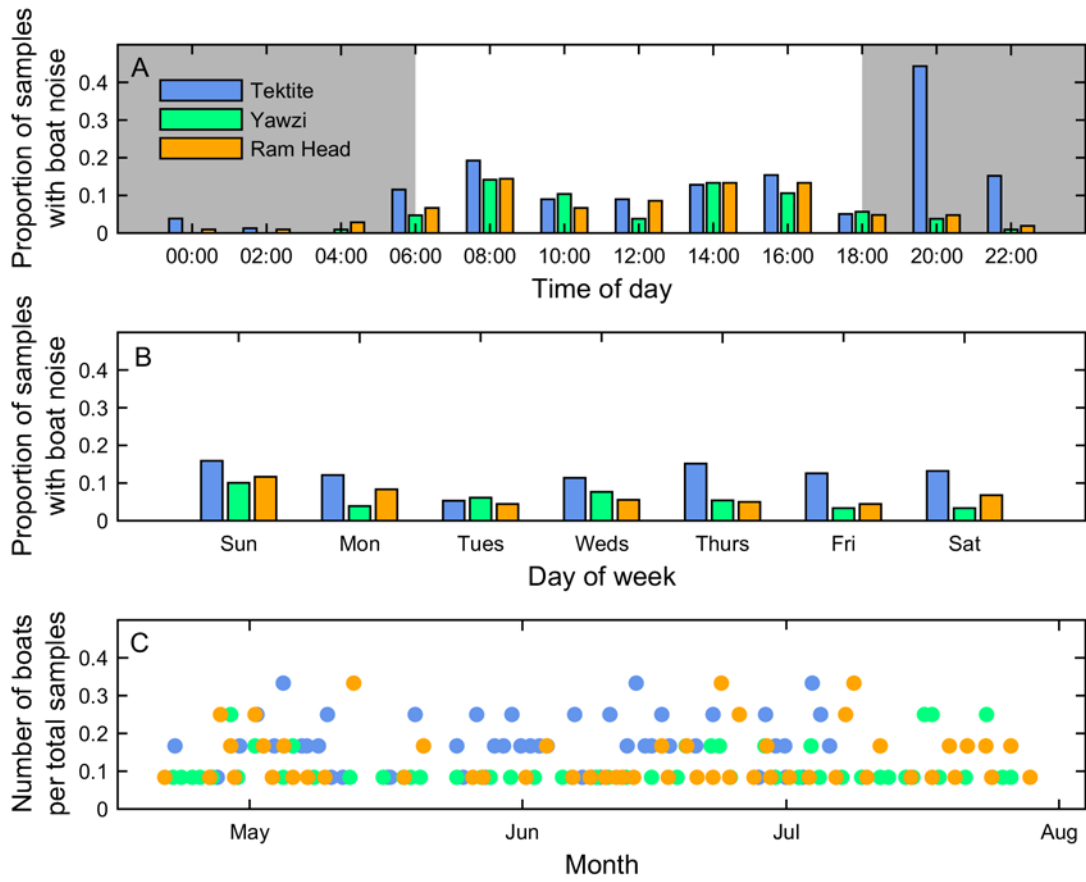 Proportion of samples
with boat noise
A
Tektite
Yawzi
Ram Head
0.4
0.3
0.2
0.1
0
00:00 02:00 04:00 06:00 08:00 10:00 12:00 14:00 16:00 18:00 20:00 22:00
Time of day
Proportion of samples
with boat noise
B
0.4
0.3
0.2
0.1
0
Sun Mon Tues Weds Thurs Fri Sat
Day of week
Number of boats
per total samples
C
0.4
0.3
0.2
0.1
0
May Jun Jul Aug
Month